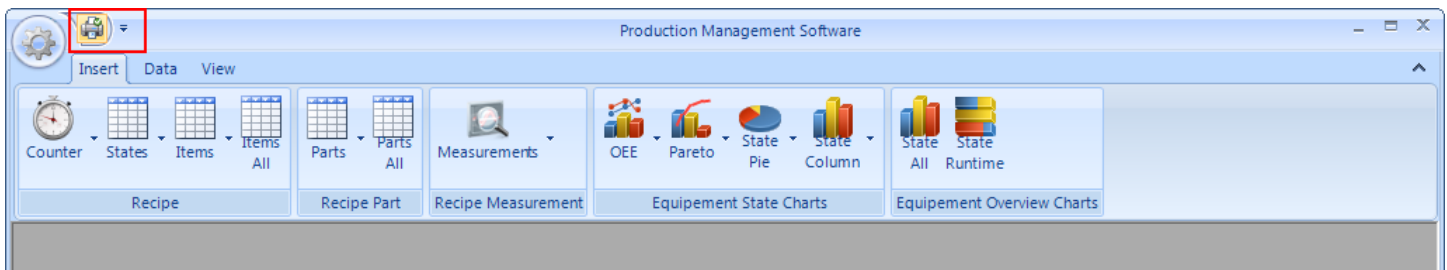 Production Management Software
Insert Data View
Counter States Items Items All Parts Parts All Measurements OEE Pareto State Pie State Column State All State Runtime
Recipe Recipe Part Recipe Measurement Equipement State Charts Equipement Overview Charts